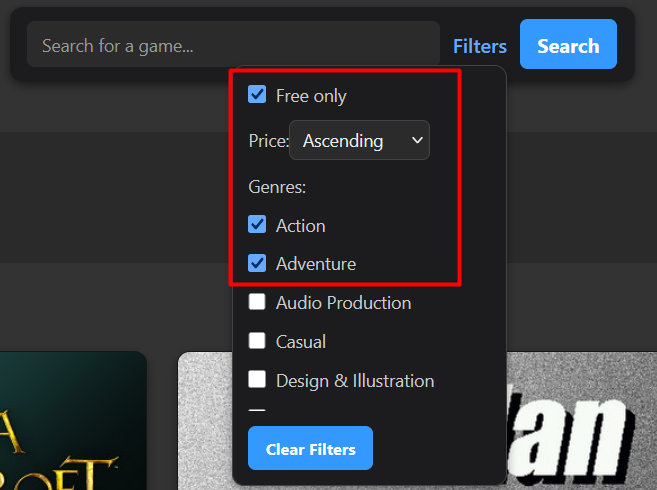 Search for a game...
Filters
Search
Free only
Price: Ascending
Genres:
Action
Adventure
Audio Production
Casual
Design & Illustration
Clear Filters
A
an